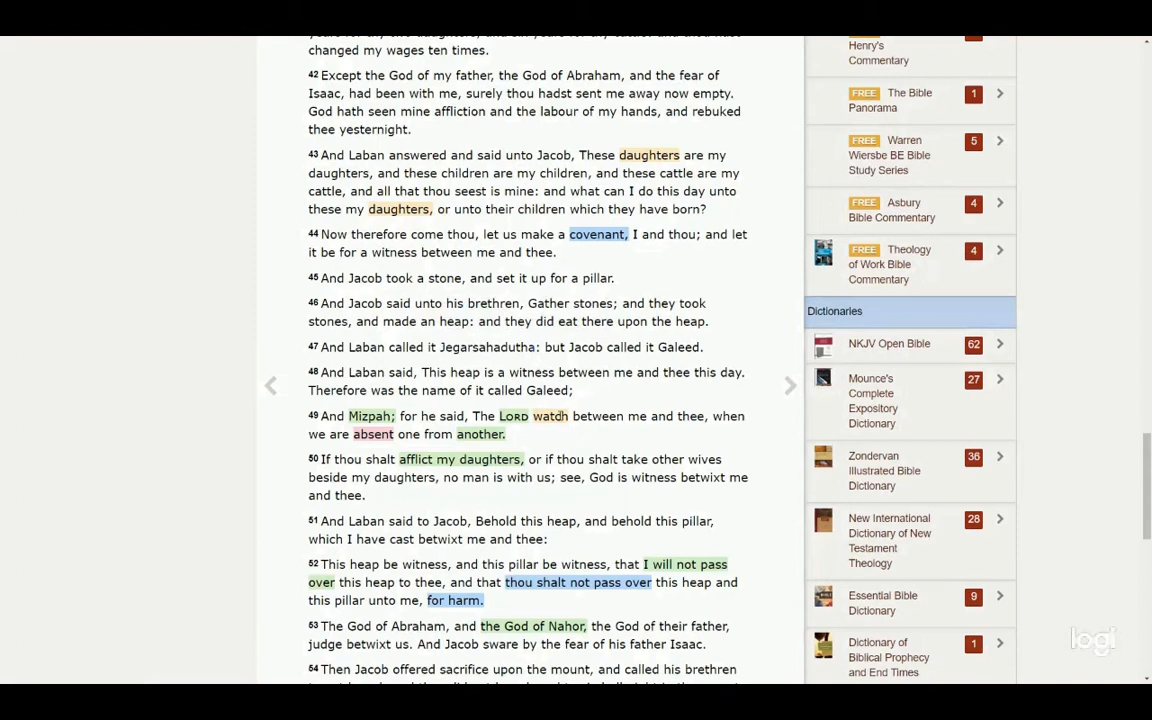 changed my wages ten times.
42 Except the God of my father, the God of Abraham, and the fear of
Isaac, had been with me, surely thou hadst sent me away now empty.
God hath seen mine affliction and the labour of my hands, and rebuked
thee yesternight.
43 And Laban answered and said unto Jacob, These daughters are my
daughters, and these children are my children, and these cattle are my
cattle, and all that thou seest is mine: and what can I do this day unto
these my daughters, or unto their children which they have born?
44 Now therefore come thou, let us make a covenant, I and thou; and let
it be for a witness between me and thee.
45 And Jacob took a stone, and set it up for a pillar.
46 And Jacob said unto his brethren, Gather stones; and they took
stones, and made an heap: and they did eat there upon the heap.
47 And Laban called it Jegarsahadutha: but Jacob called it Galeed.
48 And Laban said, This heap is a witness between me and thee this day.
Therefore was the name of it called Galeed;
49 And Mizpah; for he said, The LORD watch between me and thee, when
we are absent one from another.
50 If thou shalt afflict my daughters, or if thou shalt take other wives
beside my daughters, no man is with us; see, God is witness betwixt me
and thee.
51 And Laban said to Jacob, Behold this heap, and behold this pillar,
which I have cast betwixt me and thee:
52 This heap be witness, and this pillar be witness, that I will not pass
over this heap to thee, and that thou shalt not pass over this heap and
this pillar unto me, for harm.
53 The God of Abraham, and the God of Nahor, the God of their father,
judge betwixt us. And Jacob sware by the fear of his father Isaac.
54 Then Jacob offered sacrifice upon the mount, and called his brethren
Henry's
Commentary
FREE The Bible 1
Panorama
FREE Warren 5
Wiersbe BE Bible
Study Series
FREE Asbury 4
Bible Commentary
FREE Theology 4
of Work Bible
Commentary
Dictionaries
NKJV Open Bible 62
Mounce's 27
Complete
Expository
Dictionary
Zondervan 36
Illustrated Bible
Dictionary
New International 28
Dictionary of New
Testament
Theology
Essential Bible 9
Dictionary
Dictionary of 1
Biblical Prophecy
and End Times
logi